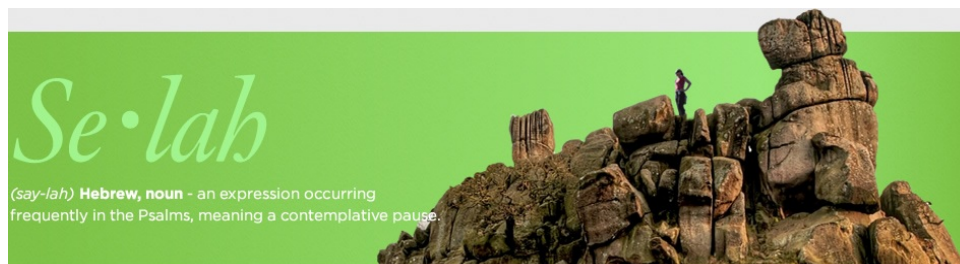 Se•lah
(say-lah) Hebrew, noun - an expression occurring
frequently in the Psalms, meaning a contemplative pause.